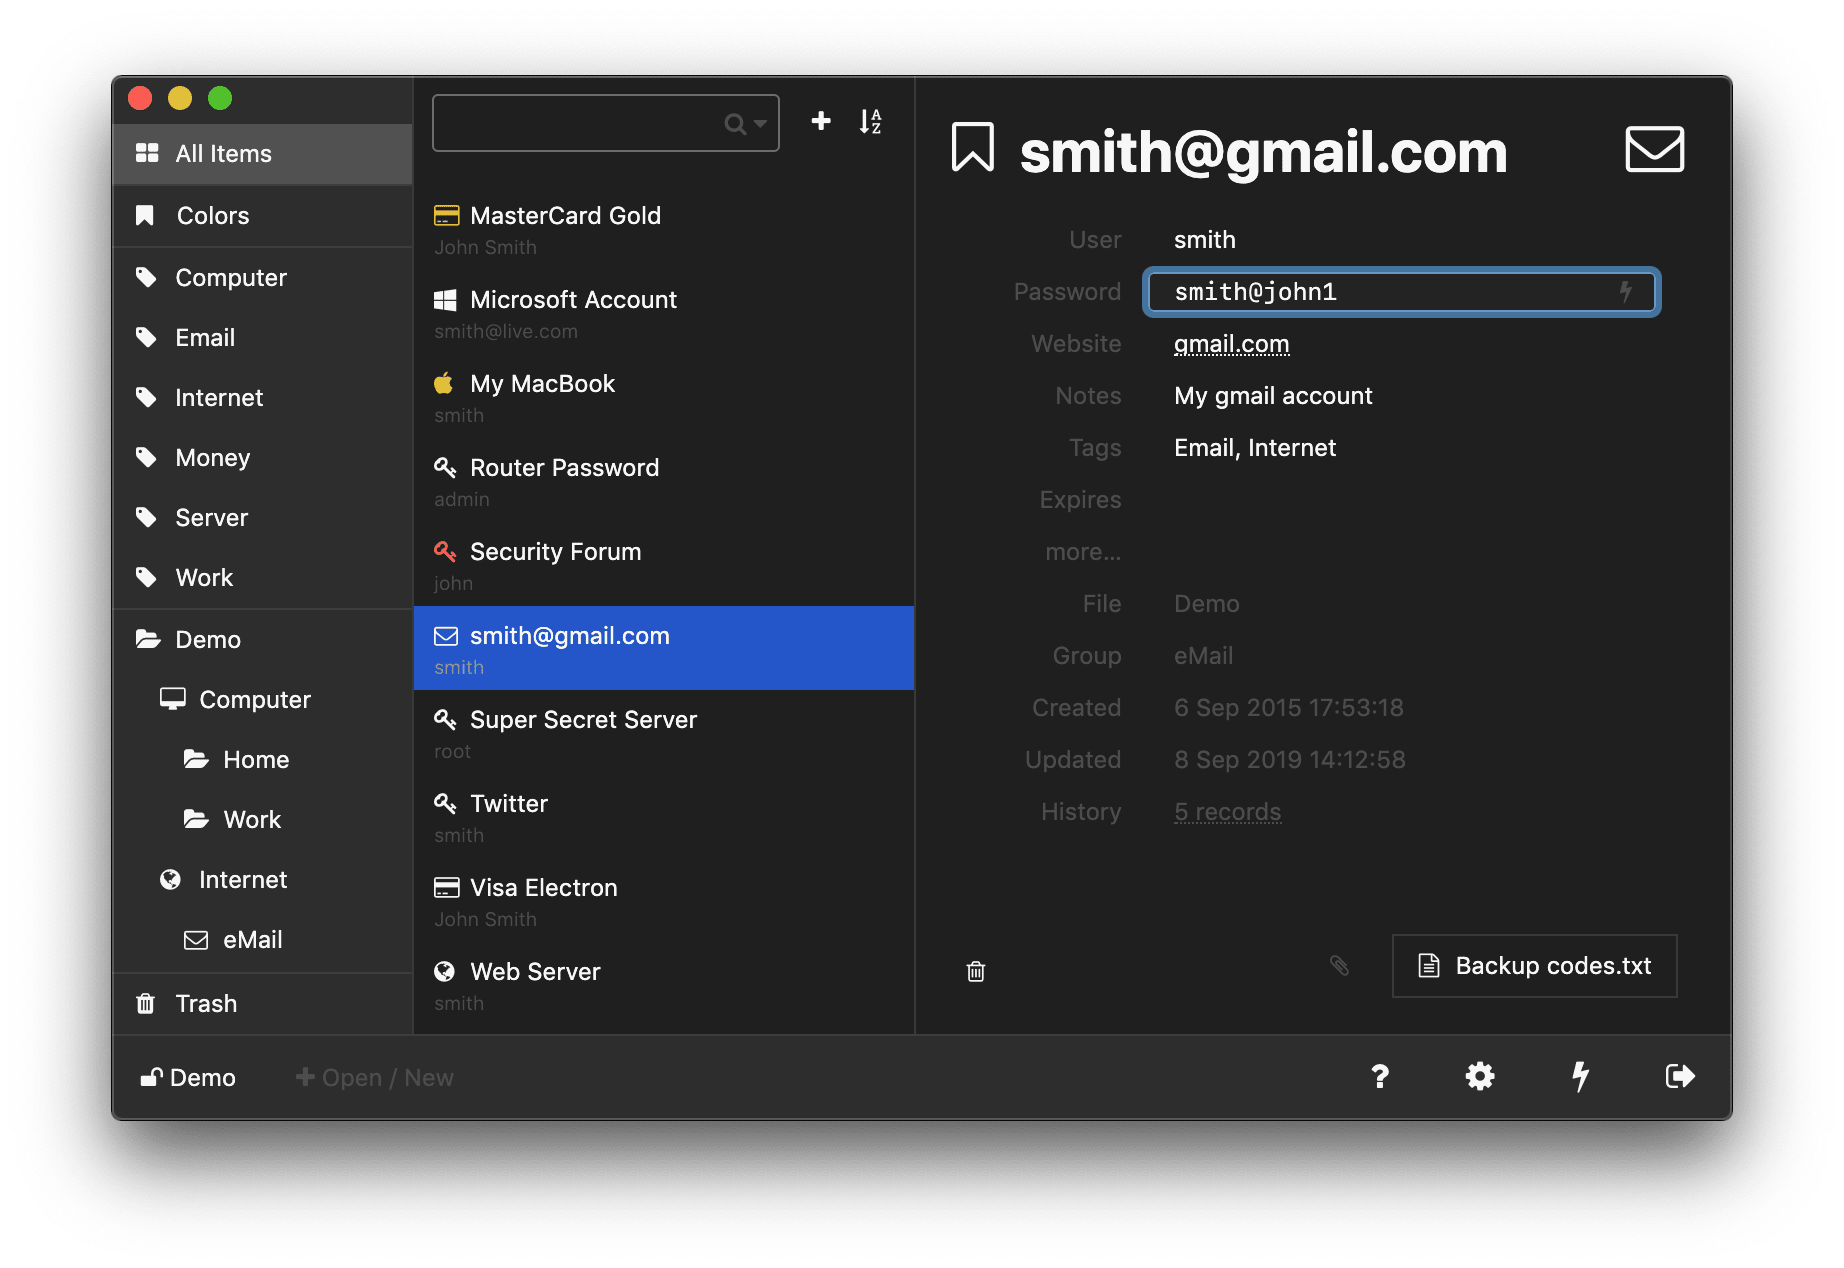 All Items
Colors
Computer
Email
Internet
Money
Server
Work
Demo
Computer
Home
Work
Internet
eMail
Trash
MasterCard Gold
John Smith
Microsoft Account
smith@live.com
My MacBook
smith
Router Password
admin
Security Forum
john
smith@gmail.com
smith
Super Secret Server
root
Twitter
smith
Visa Electron
John Smith
Web Server
smith
smith@gmail.com
User smith
Password smith@john1
Website gmail.com
Notes My gmail account
Tags Email, Internet
Expires
more...
File Demo
Group eMail
Created 6 Sep 2015 17:53:18
Updated 8 Sep 2019 14:12:58
History 5 records
Backup codes.txt
Demo
Open / New